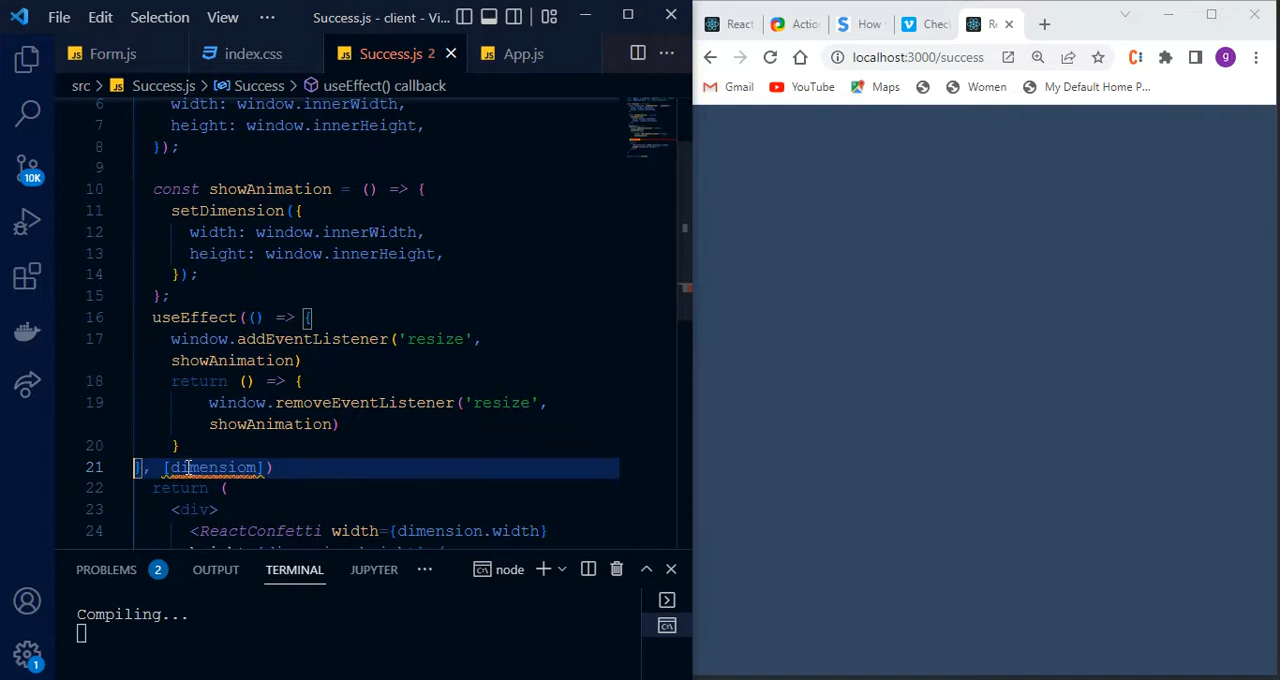 File Edit Selection View ... Success.js - client - Vi...
Form.js index.css Success.js 2 App.js
src > Success.js > Success > useEffect() callback
6 width: window.innerWidth,
7 height: window.innerHeight,
8 });
9
10 const showAnimation = () => {
11 setDimension({
12 width: window.innerWidth,
13 height: window.innerHeight,
14 });
15 };
16 useEffect(() => {
17 window.addEventListener('resize',
showAnimation)
18 return () => {
19 window.removeEventListener('resize',
showAnimation)
20 }
21 }, [dimensiom])
22 return (
23 <div>
24 <ReactConfetti width={dimension.width}
10K
PROBLEMS 2 OUTPUT TERMINAL JUPYTER ... node
Compiling...
1
React Actio How Check Re
localhost:3000/success g
Gmail YouTube Maps Women My Default Home P...